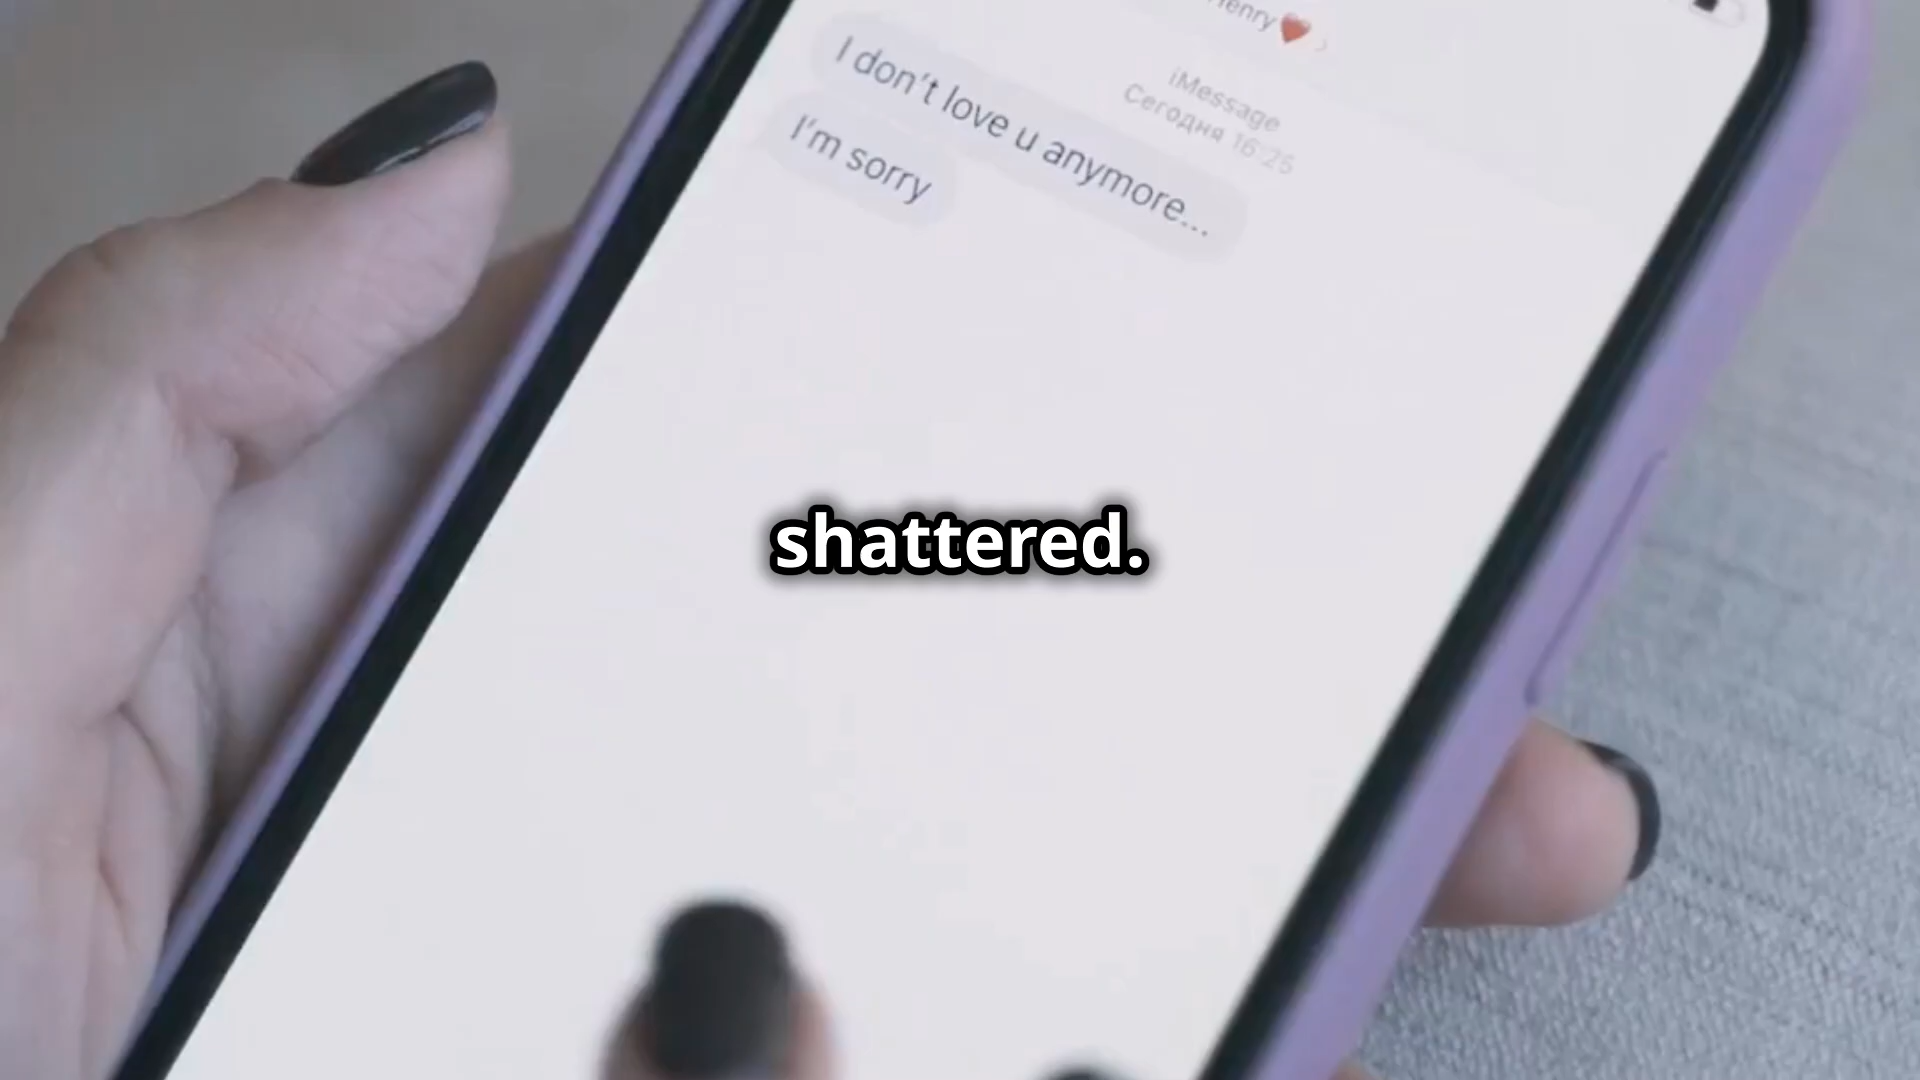 iMessage
Сегодня 16:25
I don't love u anymore...
I'm sorry
shattered.